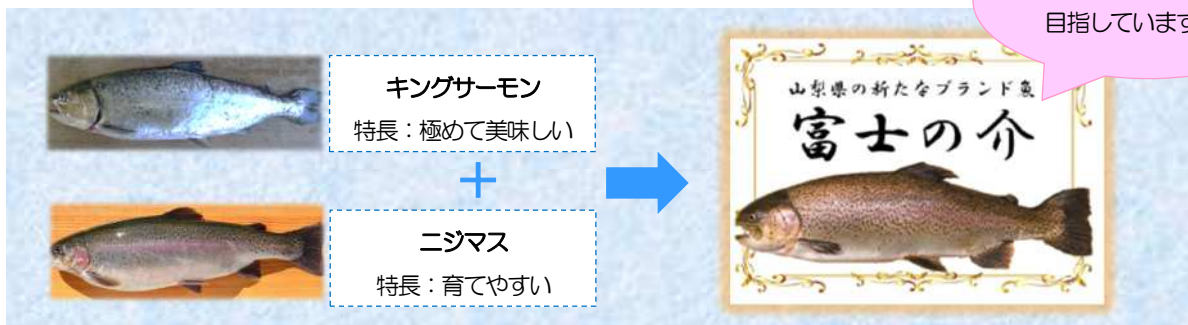 目指しています
キングサーモン
特長：極めて美味しい
＋
ニジマス
特長：育てやすい
山梨県の新たなブランド魚
富士の介